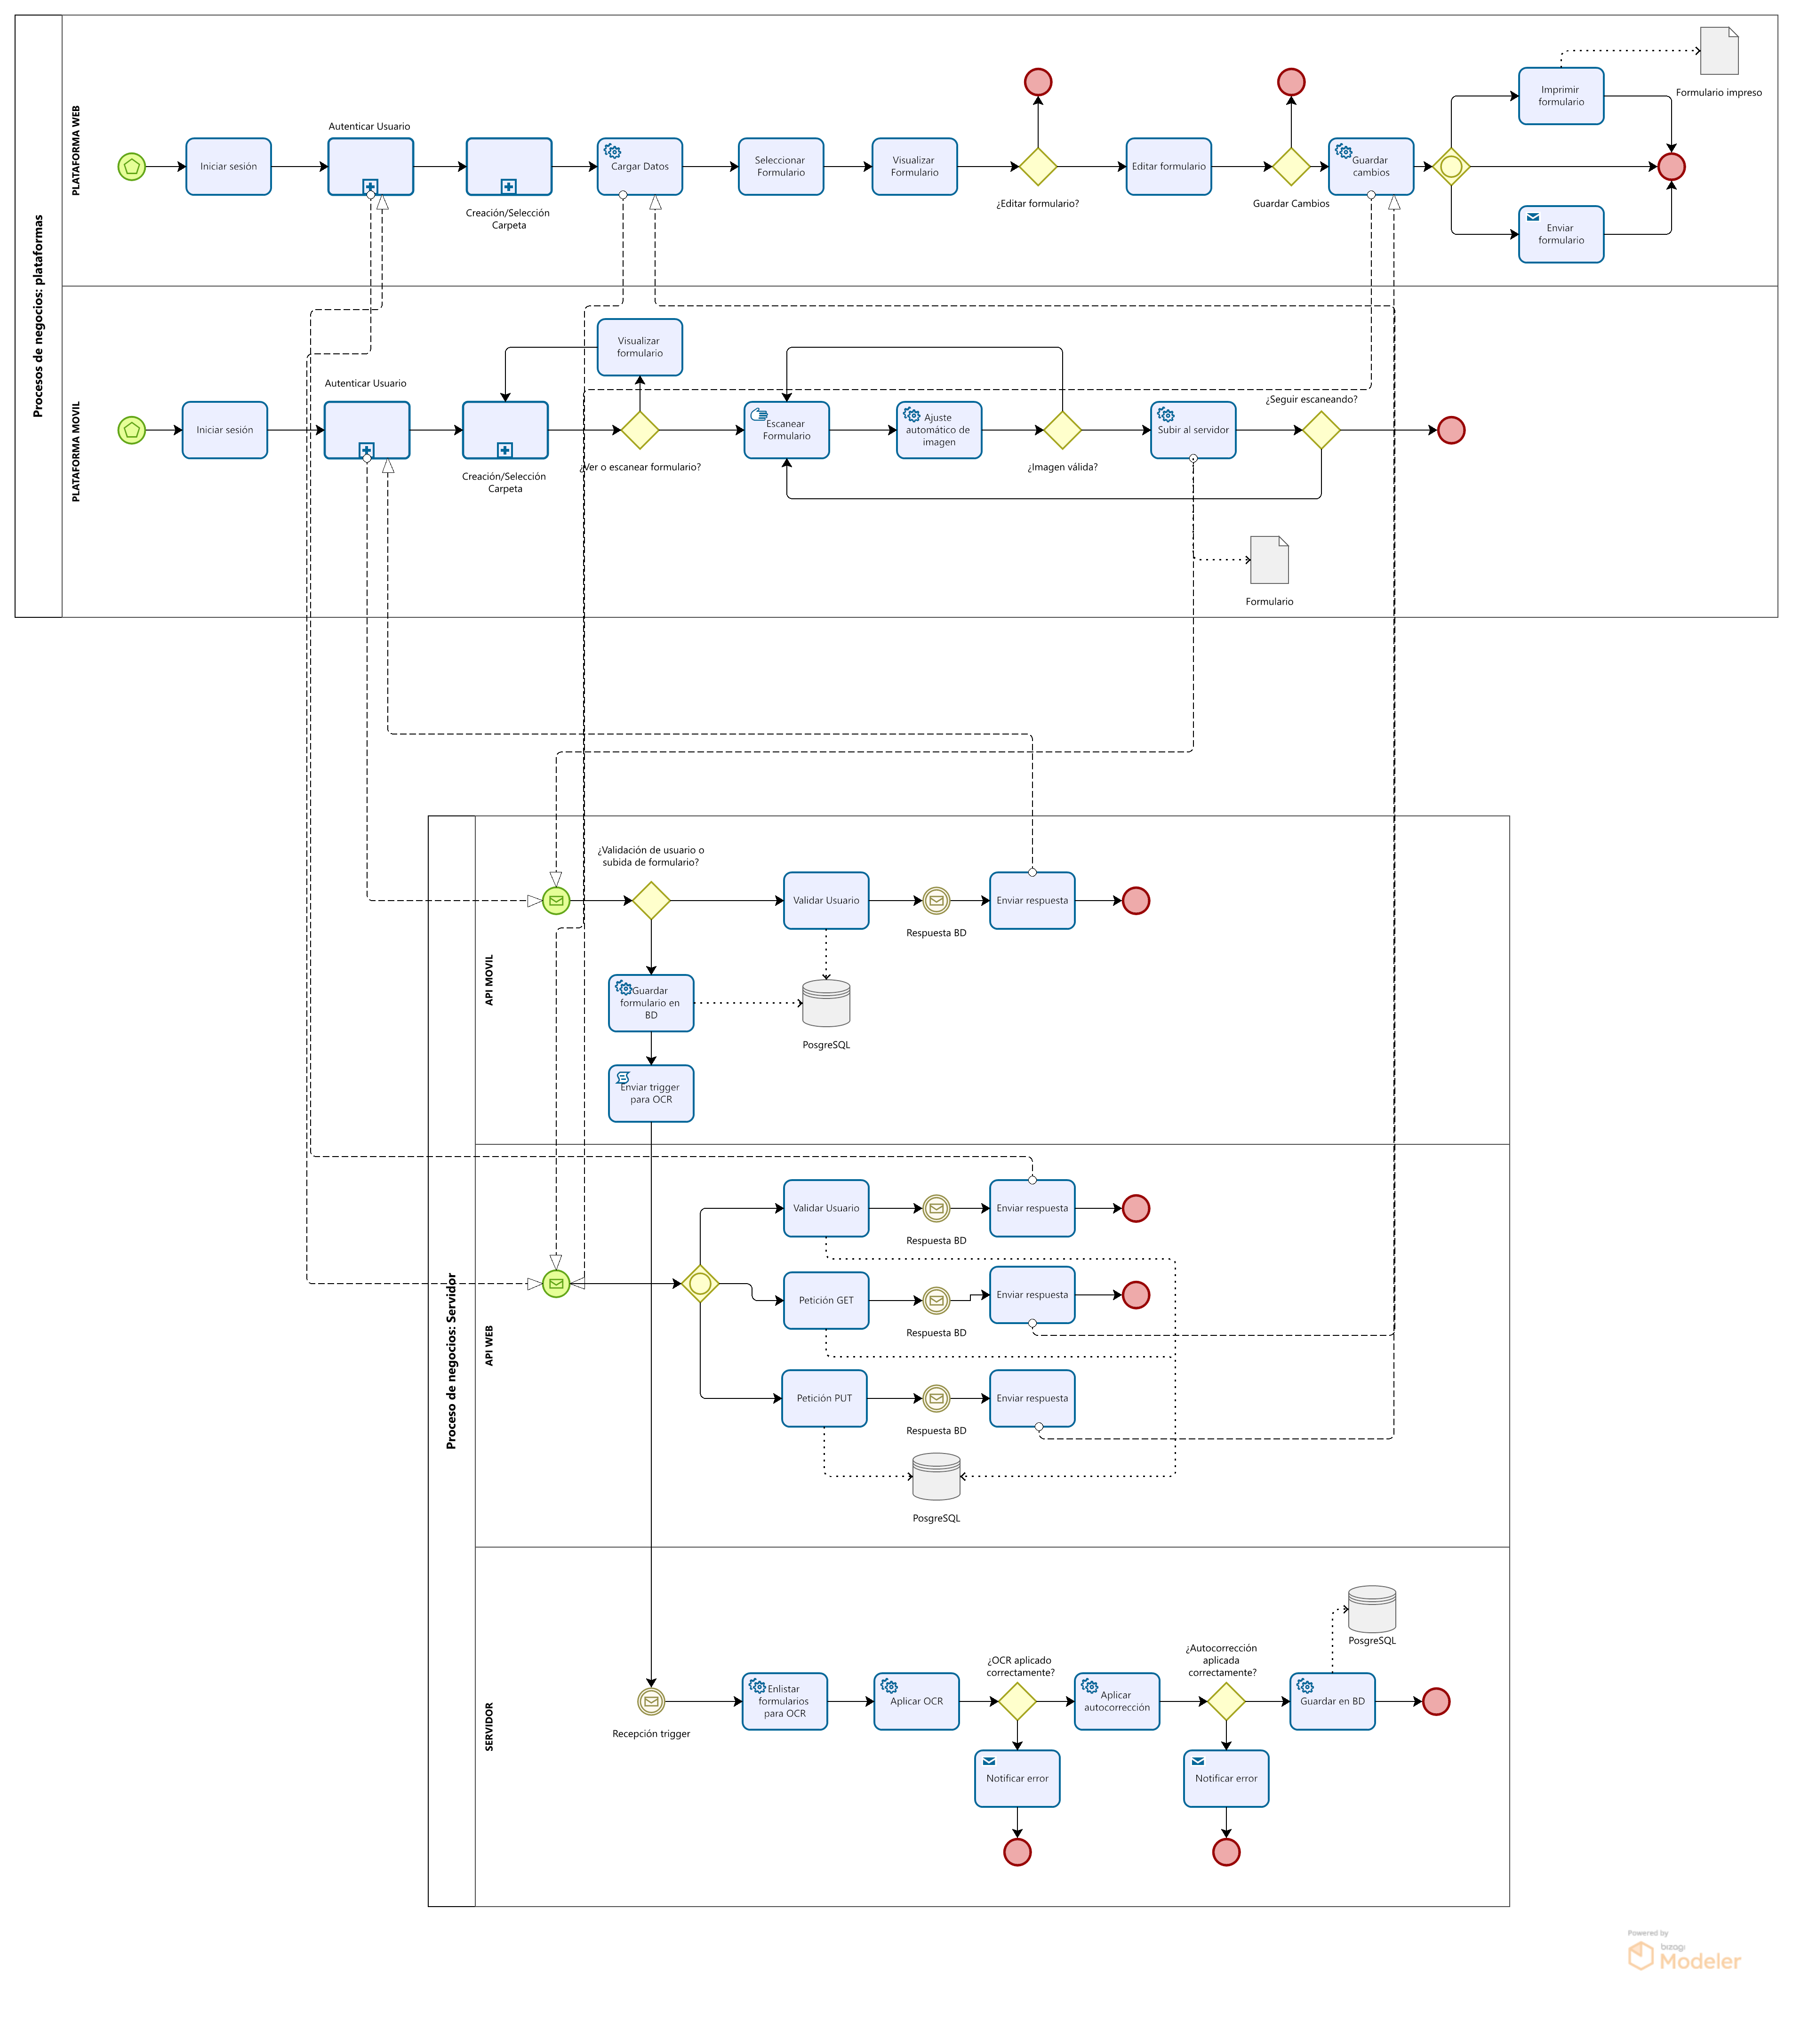 Procesos de negocios: plataformas
PLATAFORMA WEB
Iniciar sesión
Autenticar Usuario
Creación/Selección
Carpeta
Cargar Datos
Seleccionar
Formulario
Visualizar
Formulario
¿Editar formulario?
Editar formulario
Guardar Cambios
Guardar
cambios
Imprimir
formulario
Formulario impreso
Enviar
formulario
PLATAFORMA MOVIL
Iniciar sesión
Autenticar Usuario
Creación/Selección
Carpeta
Visualizar
formulario
¿Ver o escanear formulario?
Escanear
Formulario
Ajuste
automático de
imagen
¿Imagen válida?
Subir al servidor
¿Seguir escaneando?
Formulario
Proceso de negocios: Servidor
API MOVIL
¿Validación de usuario o
subida de formulario?
Validar Usuario
Respuesta BD
Enviar respuesta
Guardar
formulario en
BD
PosgreSQL
Enviar trigger
para OCR
API WEB
Validar Usuario
Respuesta BD
Enviar respuesta
Petición GET
Respuesta BD
Enviar respuesta
Petición PUT
Respuesta BD
Enviar respuesta
PosgreSQL
SERVIDOR
Recepción trigger
Enlistar
formularios
para OCR
Aplicar OCR
¿OCR aplicado
correctamente?
Notificar error
Aplicar
autocorrección
¿Autocorrección
aplicada
correctamente?
Notificar error
Guardar en BD
PosgreSQL
Powered by
bizagi
Modeler